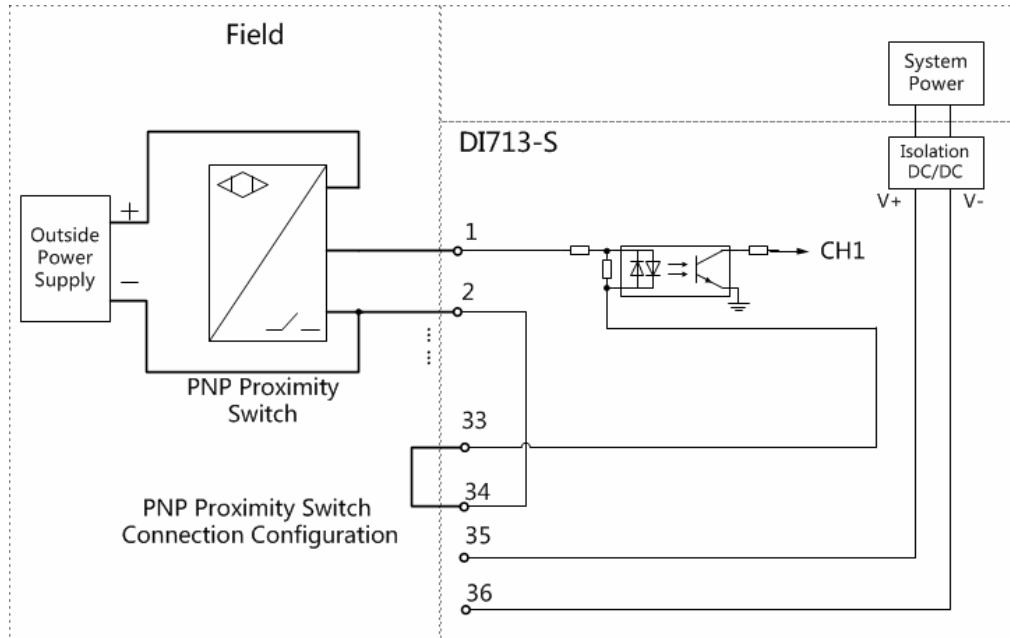 Field
System
Power
DI713-S
Isolation
DC/DC
V+
V-
+
Outside
Power
Supply
—
1
CH1
2
PNP Proximity
Switch
33
34
PNP Proximity Switch
Connection Configuration
35
36